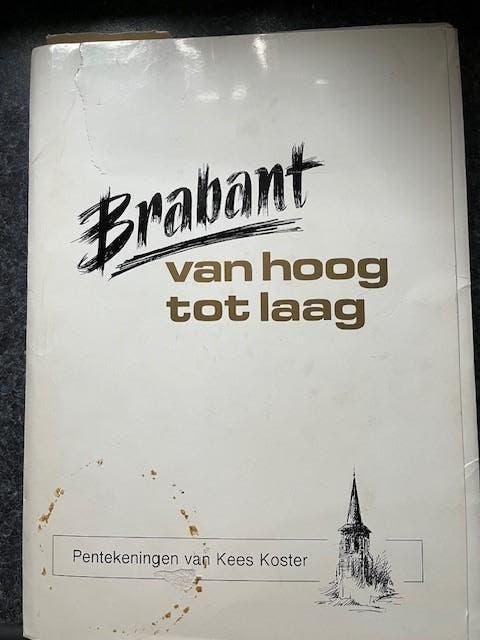 Brabant
van hoog
tot laag
Pentekeningen van Kees Koster